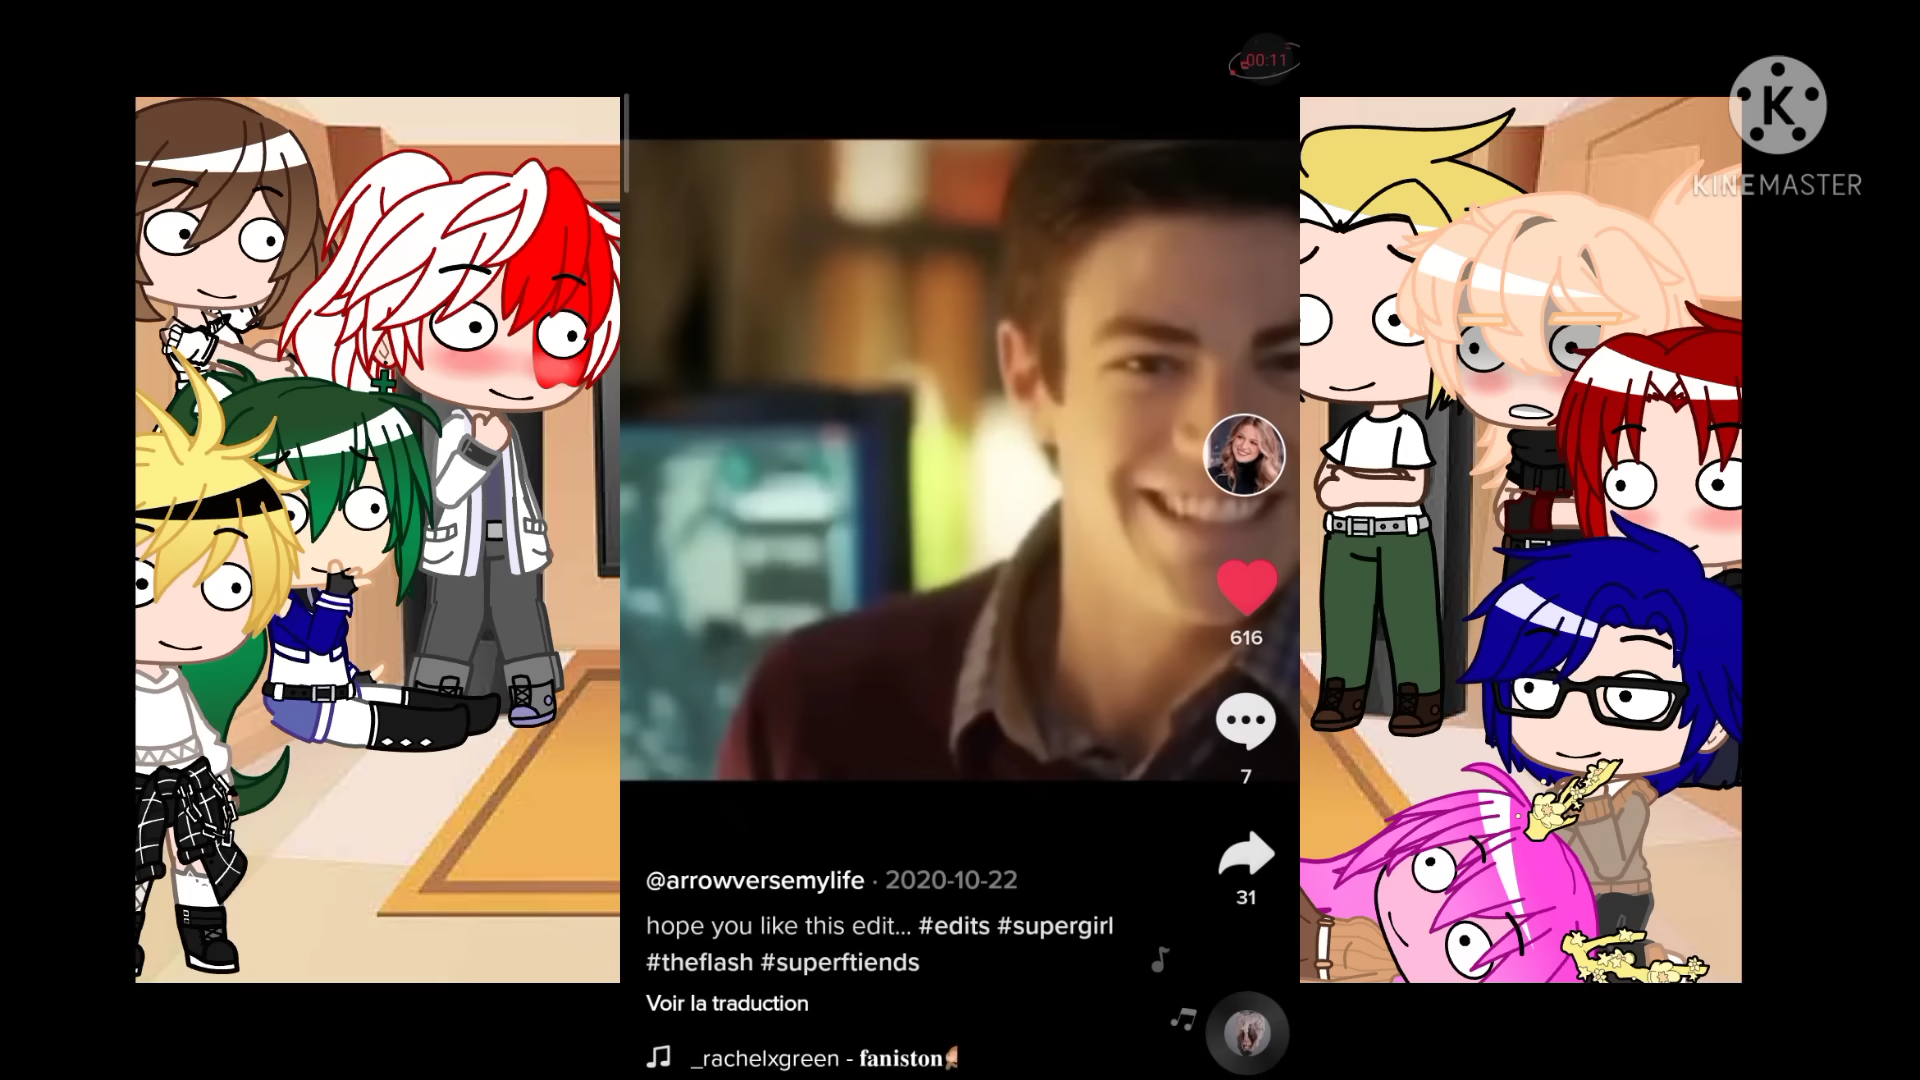 00:11
K
KINEMASTER
616
7
31
@arrowversemylife · 2020-10-22
hope you like this edit... #edits #supergirl
#theflash #superftiends
Voir la traduction
_rachelxgreen - faniston